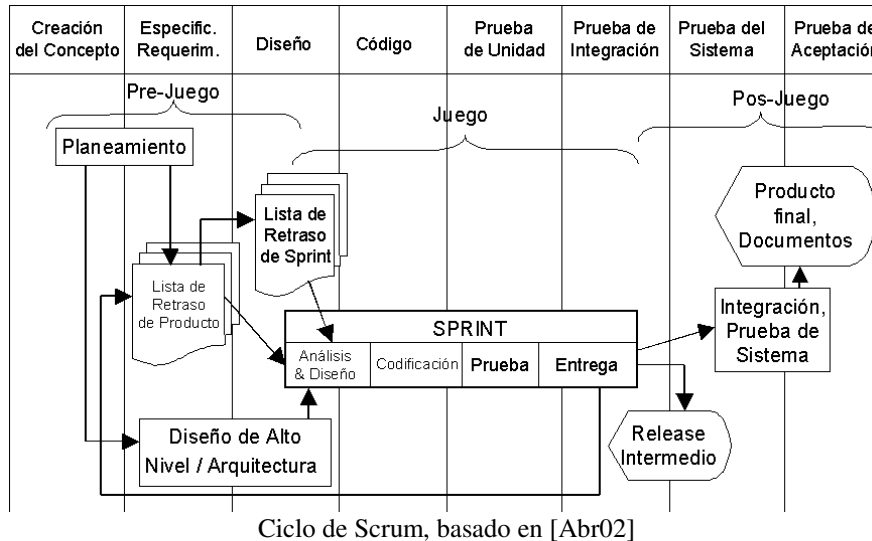 Creación
del Concepto
Especific.
Requerim.
Diseño
Código
Prueba
de Unidad
Prueba de
Integración
Prueba del
Sistema
Prueba de
Aceptación
Pre-Juego
Juego
Pos-Juego
Planeamiento
Lista de
Retraso
de Sprint
Producto
final,
Documentos
Lista de
Retraso
de Producto
SPRINT
Análisis
& Diseño
Codificación
Prueba
Entrega
Integración,
Prueba de
Sistema
Diseño de Alto
Nivel / Arquitectura
Release
Intermedio
Ciclo de Scrum, basado en [Abr02]